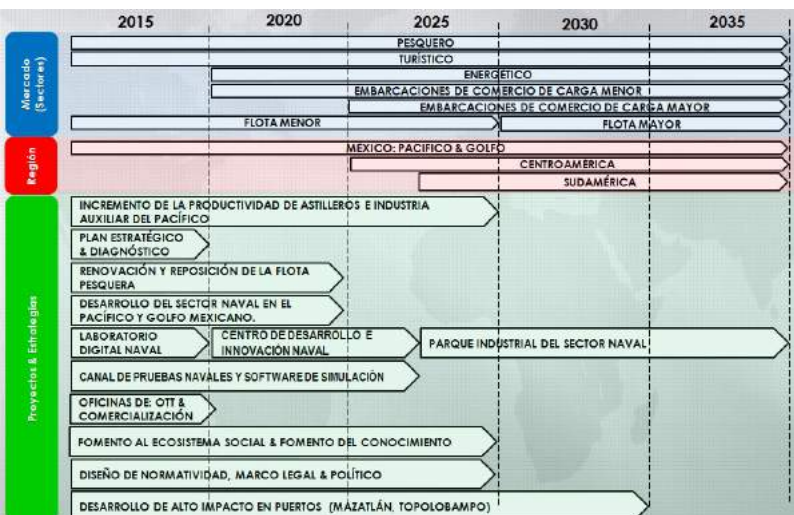 2015 2020 2025 2030 2035
Mercado
(Sectores)
PESQUERO
TURÍSTICO
ENERGÉTICO
EMBARCACIONES DE COMERCIO DE CARGA MENOR
EMBARCACIONES DE COMERCIO DE CARGA MAYOR
FLOTA MENOR FLOTA MAYOR
Región
MÉXICO: PACIFICO & GOLFO
CENTROAMÉRICA
SUDAMÉRICA
Proyectos & Estrategias
INCREMENTO DE LA PRODUCTIVIDAD DE ASTILLEROS E INDUSTRIA
AUXILIAR DEL PACÍFICO
PLAN ESTRATÉGICO
& DIAGNÓSTICO
RENOVACIÓN Y REPOSICIÓN DE LA FLOTA
PESQUERA
DESARROLLO DEL SECTOR NAVAL EN EL
PACÍFICO Y GOLFO MEXICANO.
LABORATORIO
DIGITAL NAVAL
CENTRO DE DESARROLLO E
INNOVACIÓN NAVAL
PARQUE INDUSTRIAL DEL SECTOR NAVAL
CANAL DE PRUEBAS NAVALES Y SOFTWARE DE SIMULACIÓN
OFICINAS DE: OTT &
COMERCIALIZACIÓN
FOMENTO AL ECOSISTEMA SOCIAL & FOMENTO DEL CONOCIMIENTO
DISEÑO DE NORMATIVIDAD, MARCO LEGAL & POLÍTICO
DESARROLLO DE ALTO IMPACTO EN PUERTOS (MAZATLÁN, TOPOLOBAMPO)